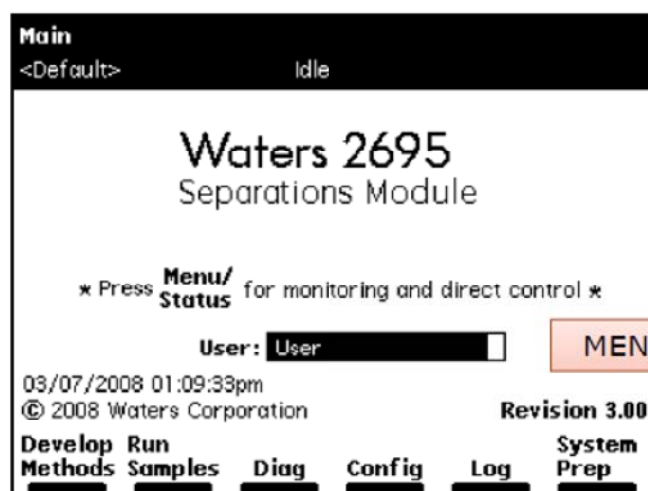 Main
<Default> Idle
Waters 2695
Separations Module
* Press Menu/ Status for monitoring and direct control *
User: User
MEN
03/07/2008 01:09:33pm
© 2008 Waters Corporation Revision 3.00
Develop Run System
Methods Samples Diag Config Log Prep